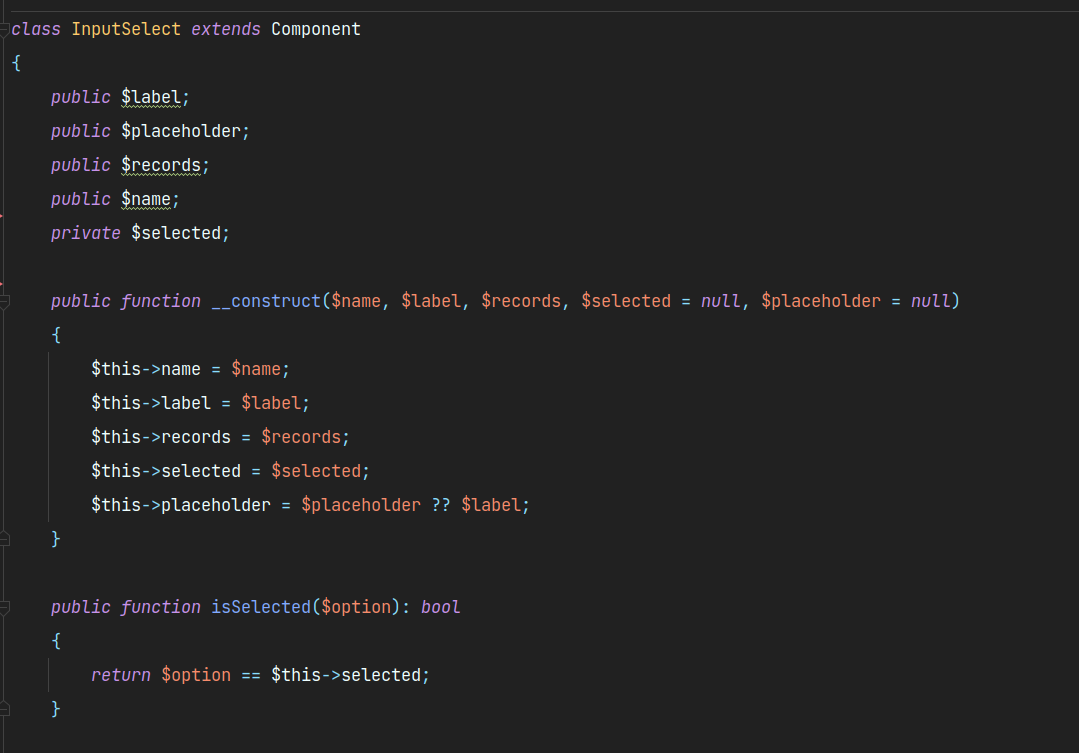 class InputSelect extends Component
{
    public $label;
    public $placeholder;
    public $records;
    public $name;
    private $selected;

    public function __construct($name, $label, $records, $selected = null, $placeholder = null)
    {
        $this->name = $name;
        $this->label = $label;
        $this->records = $records;
        $this->selected = $selected;
        $this->placeholder = $placeholder ?? $label;
    }

    public function isSelected($option): bool
    {
        return $option == $this->selected;
    }